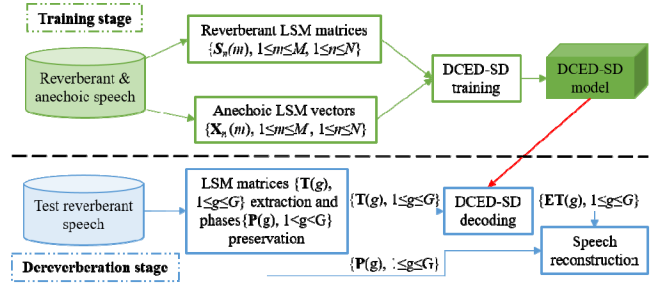 Training stage
Reverberant &
anechoic speech
Reverberant LSM matrices
{S_n(m), 1≤m≤M, 1≤n≤N}
Anechoic LSM vectors
{X_n(m), 1≤m≤M, 1≤n≤N}
DCED-SD
training
DCED-SD
model
Test reverberant
speech
LSM matrices {T(g),
1≤g≤G} extraction and
phases{P(g), 1≤g≤G}
preservation
{T(g), 1≤g≤G}
DCED-SD
decoding
{ET(g), 1≤g≤G}
Speech
reconstruction
{P(g), 1≤g≤G}
Dereverberation stage